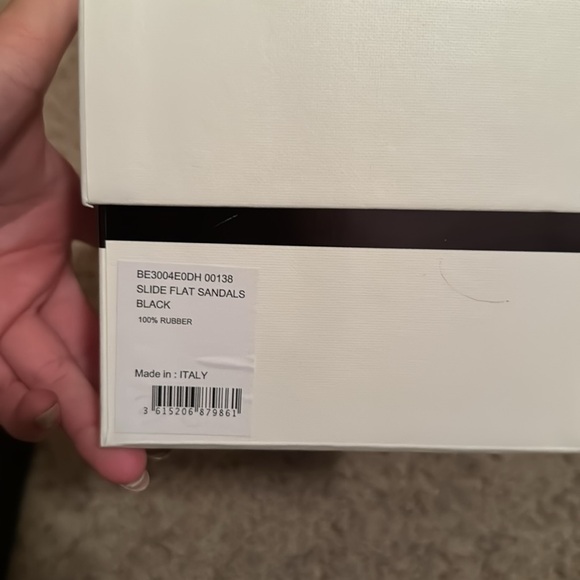 BE3004E0DH 00138
SLIDE FLAT SANDALS
BLACK
100% RUBBER
Made in : ITALY
3 615206 879861